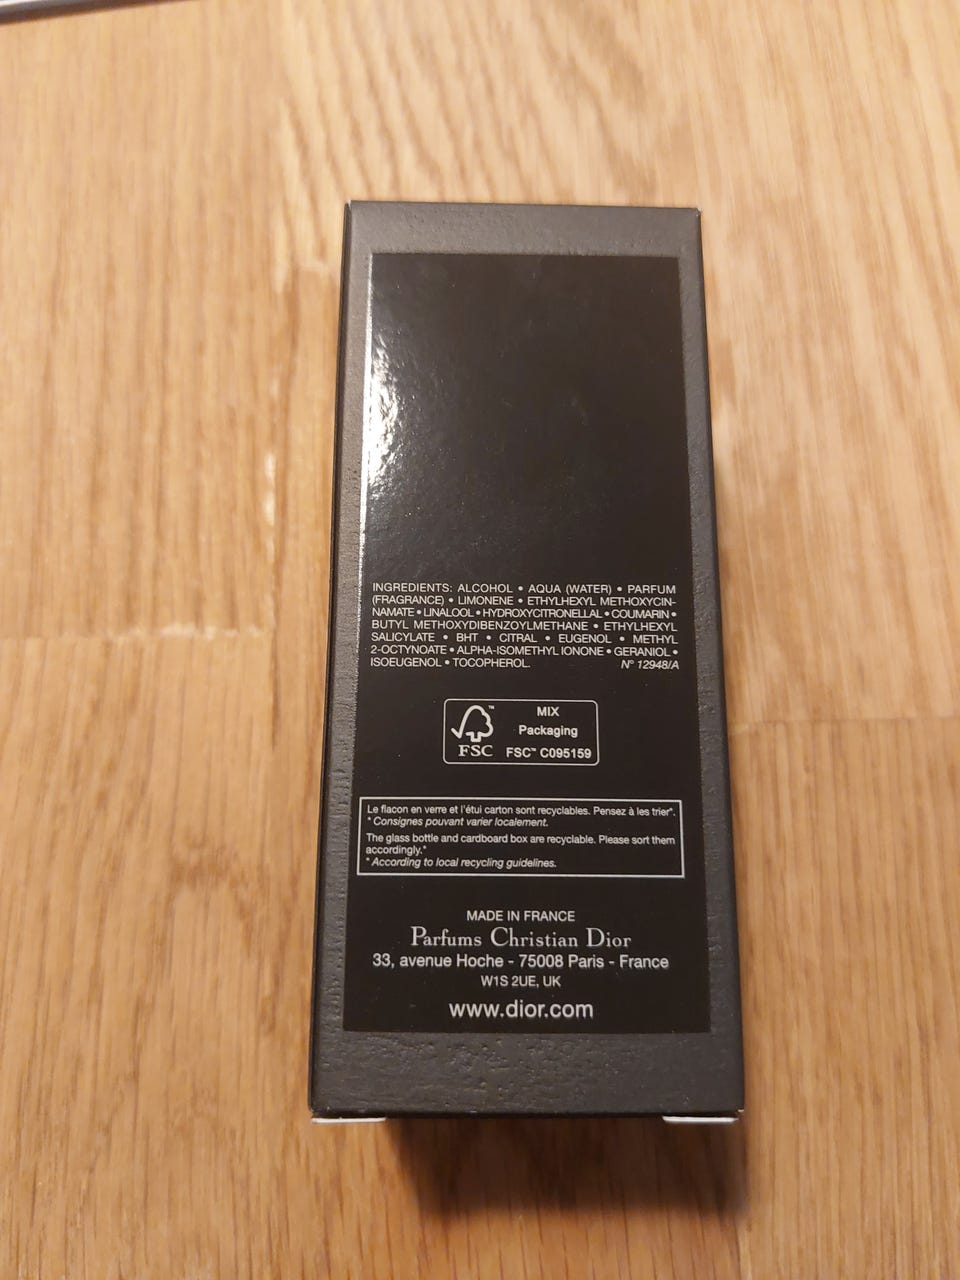 INGREDIENTS: ALCOHOL • AQUA (WATER) • PARFUM
(FRAGRANCE) • LIMONENE • ETHYLHEXYL METHOXYCIN-
NAMATE • LINALOOL • HYDROXYCITRONELLAL • COUMARIN •
BUTYL METHOXYDIBENZOYLMETHANE • ETHYLHEXYL
SALICYLATE • BHT • CITRAL • EUGENOL • METHYL
2-OCTYNOATE • ALPHA-ISOMETHYL IONONE • GERANIOL •
ISOEUGENOL • TOCOPHEROL. N° 12948/A
MIX
Packaging
FSC™ C095159
FSC™
Le flacon en verre et l'étui carton sont recyclables. Pensez à les trier*.
* Consignes pouvant varier localement.
The glass bottle and cardboard box are recyclable. Please sort them
accordingly.*
* According to local recycling guidelines.
MADE IN FRANCE
Parfums Christian Dior
33, avenue Hoche - 75008 Paris - France
W1S 2UE, UK
www.dior.com